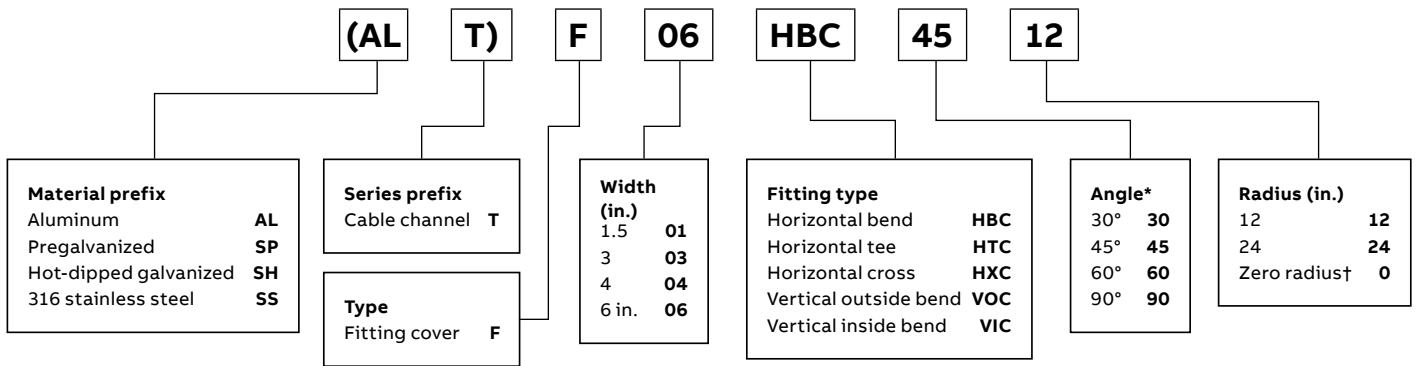 (AL T) F 06 HBC 45 12
Material prefix
Aluminum AL
Pregalvanized SP
Hot-dipped galvanized SH
316 stainless steel SS
Series prefix
Cable channel T
Type
Fitting cover F
Width
(in.)
1.5 01
3 03
4 04
6 in. 06
Fitting type
Horizontal bend HBC
Horizontal tee HTC
Horizontal cross HXC
Vertical outside bend VOC
Vertical inside bend VIC
Angle*
30° 30
45° 45
60° 60
90° 90
Radius (in.)
12 12
24 24
Zero radius† 0